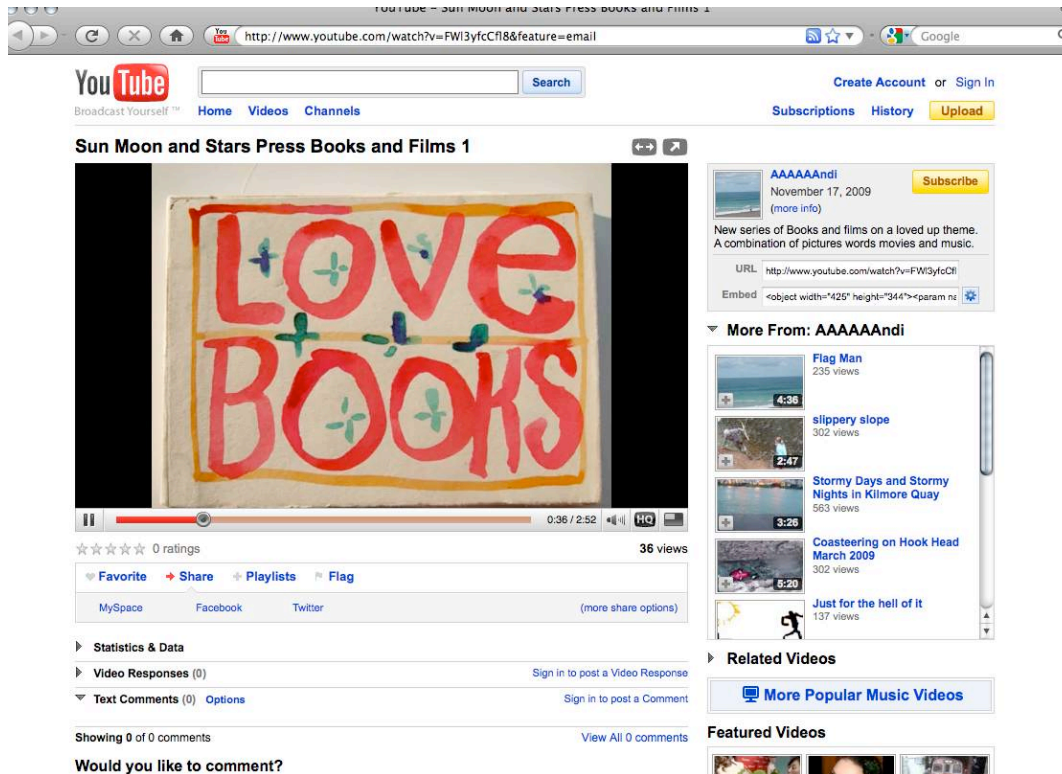 YouTube – Sun Moon and Stars Press Books and Films 1
http://www.youtube.com/watch?v=FWl3yfcCfl8&feature=email
Google
YouTube
Broadcast Yourself ™
Search
Create Account or Sign In
Home Videos Channels
Subscriptions History Upload
Sun Moon and Stars Press Books and Films 1
LOVE
BOOKS
0:36 / 2:52 HQ
0 ratings
36 views
Favorite Share Playlists Flag
MySpace Facebook Twitter (more share options)
Statistics & Data
Video Responses (0) Sign in to post a Video Response
Text Comments (0) Options Sign in to post a Comment
Showing 0 of 0 comments View All 0 comments
Would you like to comment?
AAAAAAndi
November 17, 2009
(more info)
Subscribe
New series of Books and films on a loved up theme.
A combination of pictures words movies and music.
URL http://www.youtube.com/watch?v=FWl3yfcCfl
Embed <object width="425" height="344"><param na
More From: AAAAAAndi
Flag Man
235 views
4:36
slippery slope
302 views
2:47
Stormy Days and Stormy
Nights in Kilmore Quay
563 views
3:26
Coasteering on Hook Head
March 2009
302 views
5:20
Just for the hell of it
137 views
Related Videos
More Popular Music Videos
Featured Videos